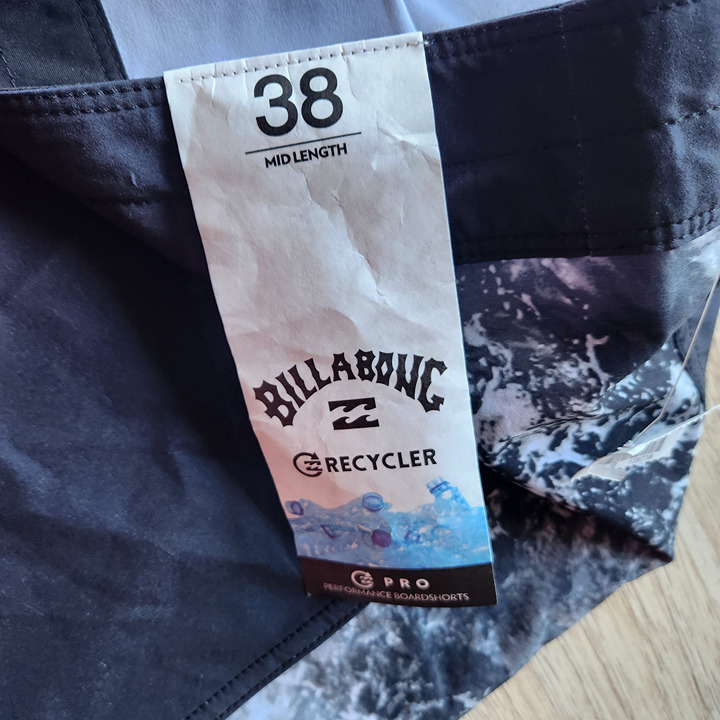 38
MID LENGTH
BILLABONG
RECYCLER
PRO
PERFORMANCE BOARDSHORTS